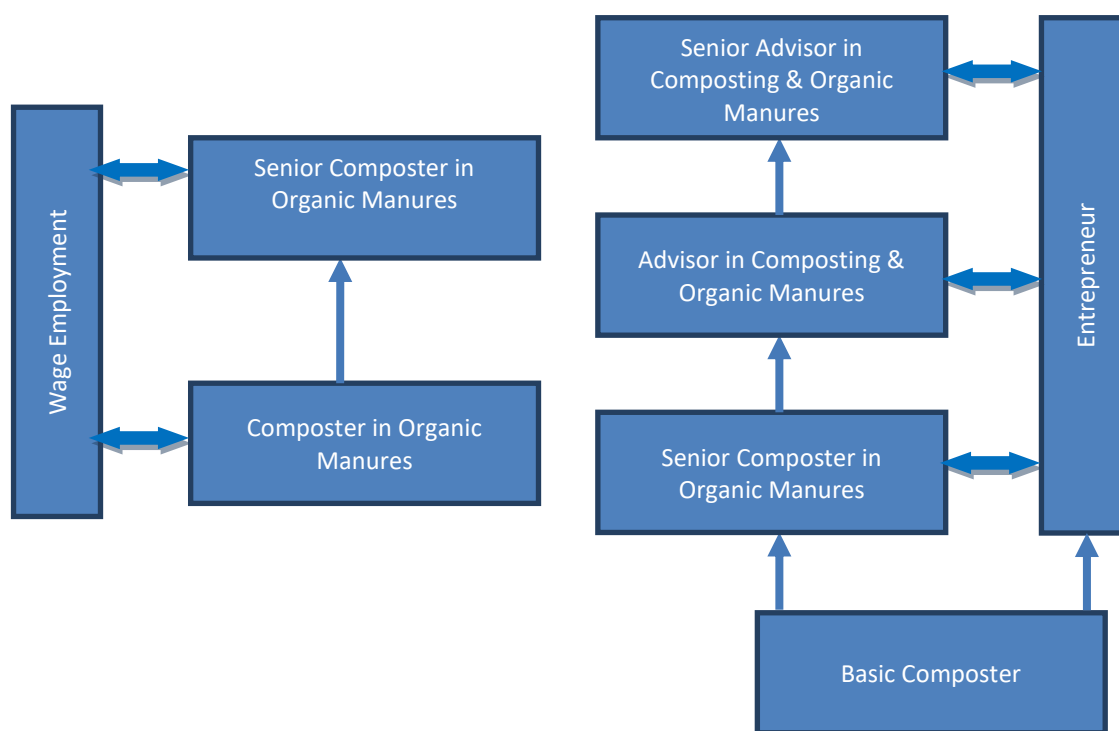 Wage Employment
Senior Composter in
Organic Manures
Composter in Organic
Manures
Senior Advisor in
Composting & Organic
Manures
Advisor in Composting &
Organic Manures
Senior Composter in
Organic Manures
Entrepreneur
Basic Composter